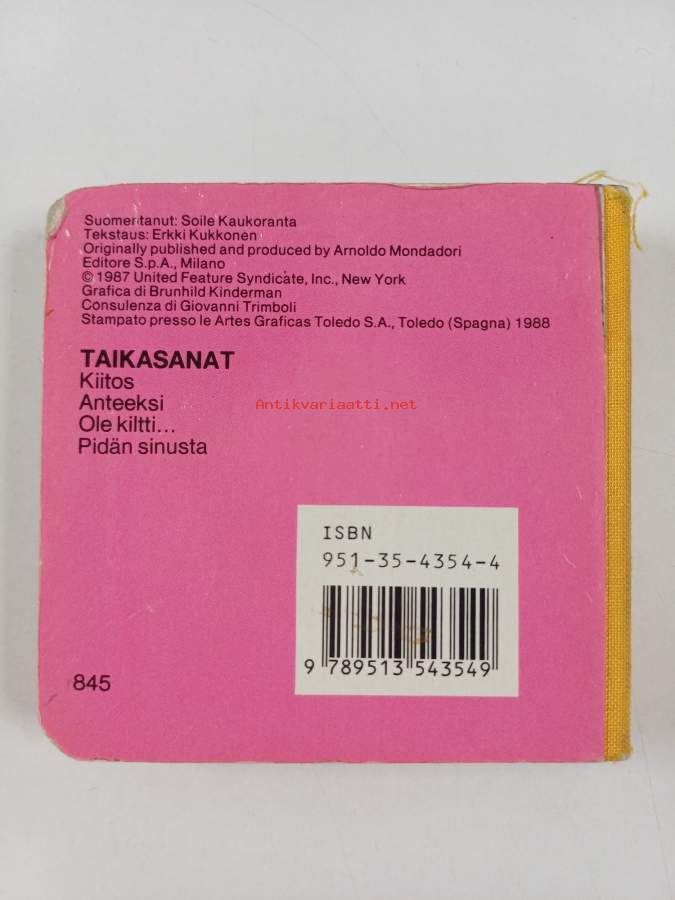 Suomentanut: Soile Kaukoranta
Tekstaus: Erkki Kukkonen
Originally published and produced by Arnoldo Mondadori
Editore S.p.A., Milano
© 1987 United Feature Syndicate, Inc., New York
Grafica di Brunhild Kinderman
Consulenza di Giovanni Trimboli
Stampato presso le Artes Graficas Toledo S.A., Toledo (Spagna) 1988
TAIKASANAT
Kiitos
Anteeksi
Ole kiltti...
Pidän sinusta
Antikvariaatti.net
ISBN
951-35-4354-4
9 789513 543549
845